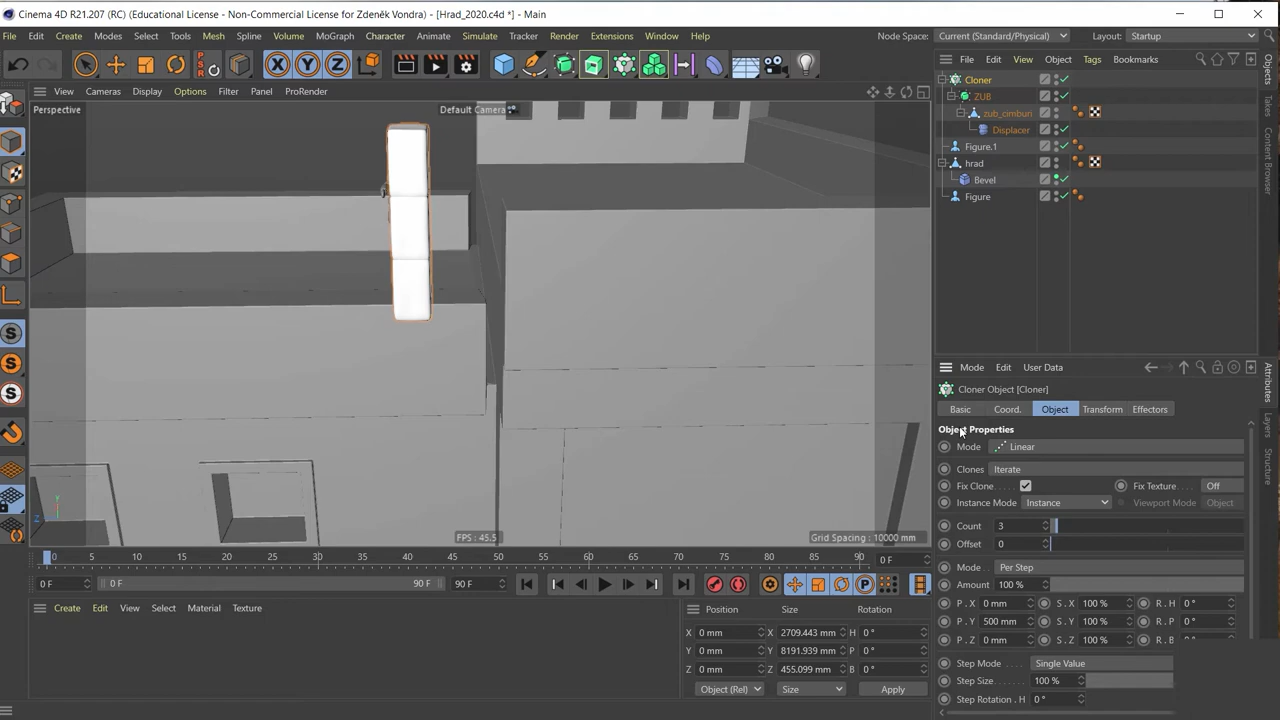 Cinema 4D R21.207 (RC) (Educational License - Non-Commercial License for Zdeněk Vondra) - [Hrad_2020.c4d *] - Main
File Edit Create Modes Select Tools Mesh Spline Volume MoGraph Character Animate Simulate Tracker Render Extensions Window Help Node Space: Current (Standard/Physical) Layout: Startup
X Y Z
PSR
View Cameras Display Options Filter Panel ProRender
File Edit View Object Tags Bookmarks
Perspective Default Camera
Cloner
ZUB
zub_cimburi
Displacer
Figure.1
hrad
Bevel
Figure
Objects
Takes
Content Browser
Mode Edit User Data
Cloner Object [Cloner]
Basic Coord. Object Transform Effectors
Object Properties
Mode Linear
Clones Iterate
Fix Clone..... Fix Texture. Off
Instance Mode Instance Viewport Mode Object
Count 3
Offset 0
Mode... Per Step
Amount 100 %
P . X 0 mm S . X 100 % R . H 0 °
P . Y 500 mm S . Y 100 % R . P 0 °
P . Z 0 mm S . Z 100 % R . B 0 °
Step Mode .... Single Value
Step Size....... 100 %
Step Rotation . H 0 °
Attributes
Layers
Structure
Y
Z
FPS : 45.5 Grid Spacing : 10000 mm
0 5 10 15 20 25 30 35 40 45 50 55 60 65 70 75 80 85 90 0 F
0 F 0 F 90 F 90 F
P
Create Edit View Select Material Texture
Position Size Rotation
X 0 mm X 2709.443 mm H 0 °
Y 0 mm Y 8191.939 mm P 0 °
Z 0 mm Z 455.099 mm B 0 °
Object (Rel) Size Apply